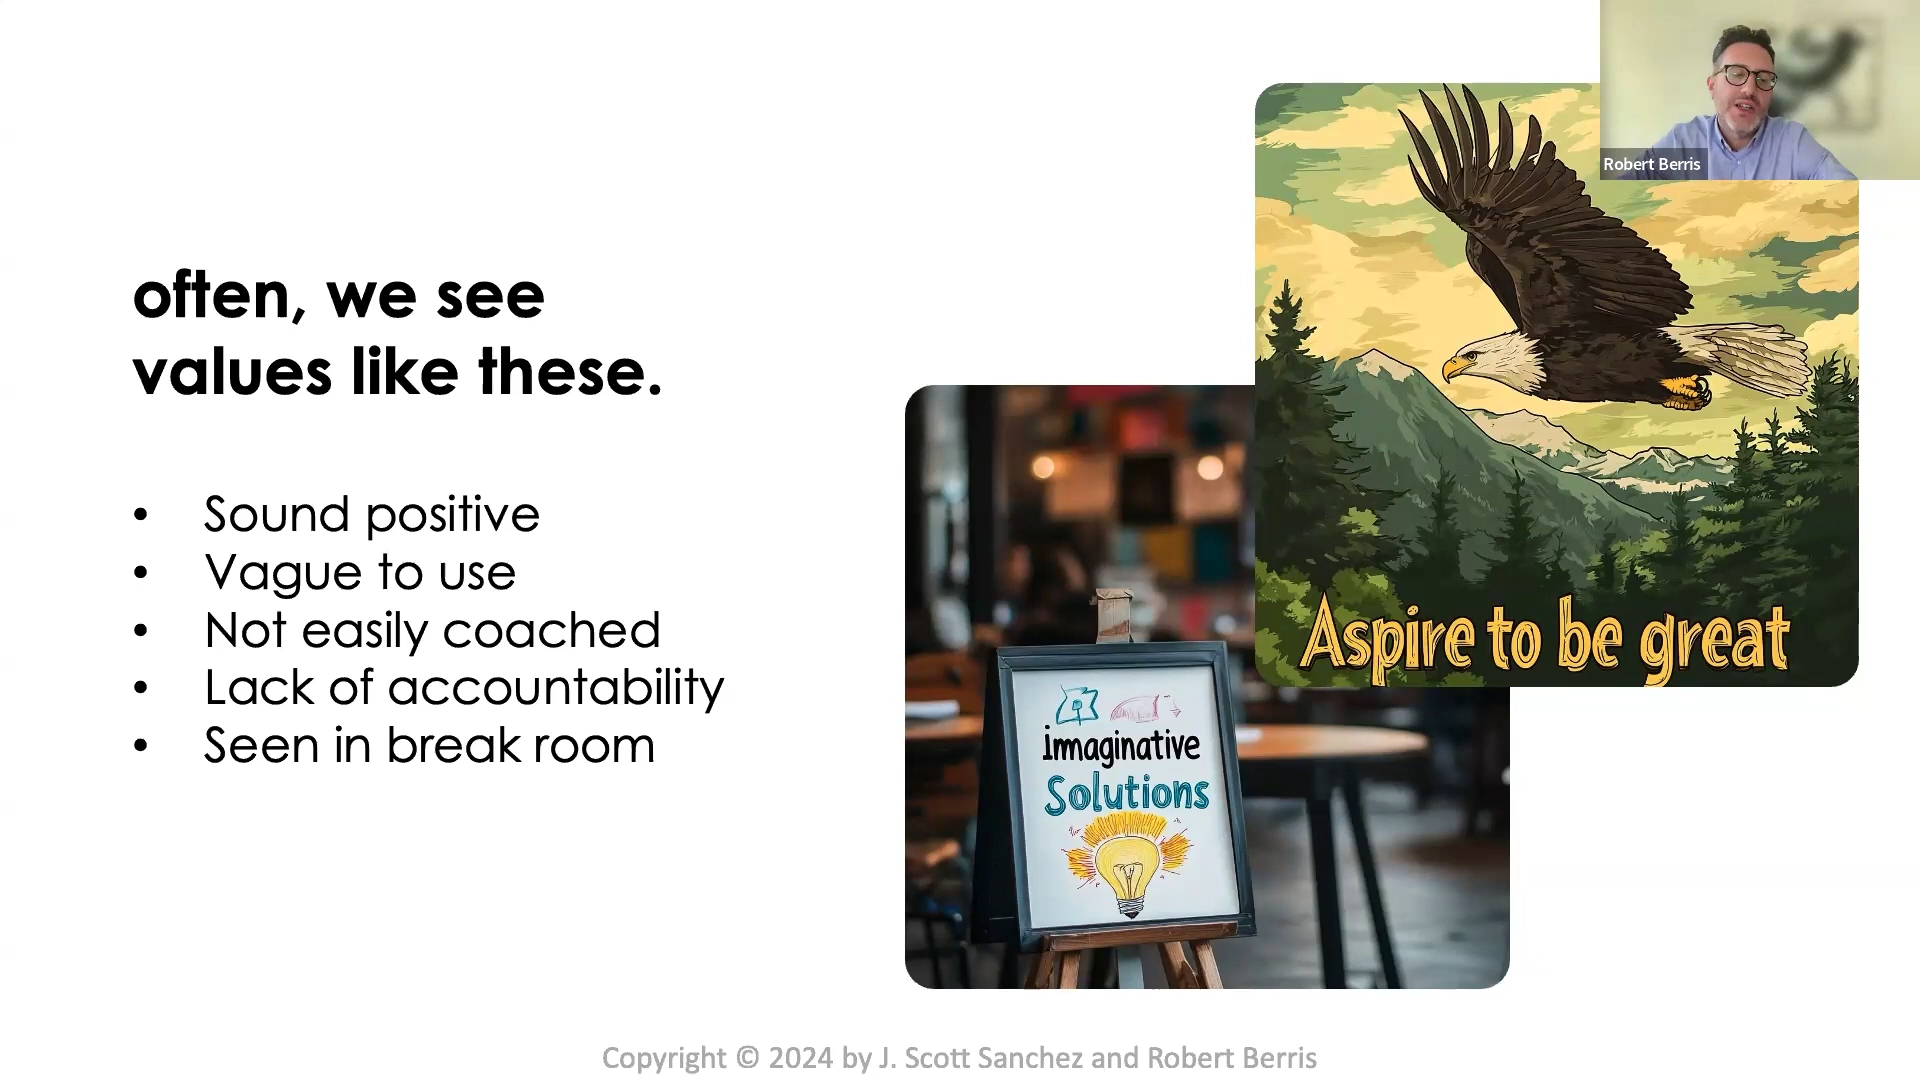 Robert Berris
often, we see
values like these.
• Sound positive
• Vague to use
• Not easily coached
• Lack of accountability
• Seen in break room
Aspire to be great
immaginative
Solutions
Copyright © 2024 by J. Scott Sanchez and Robert Berris